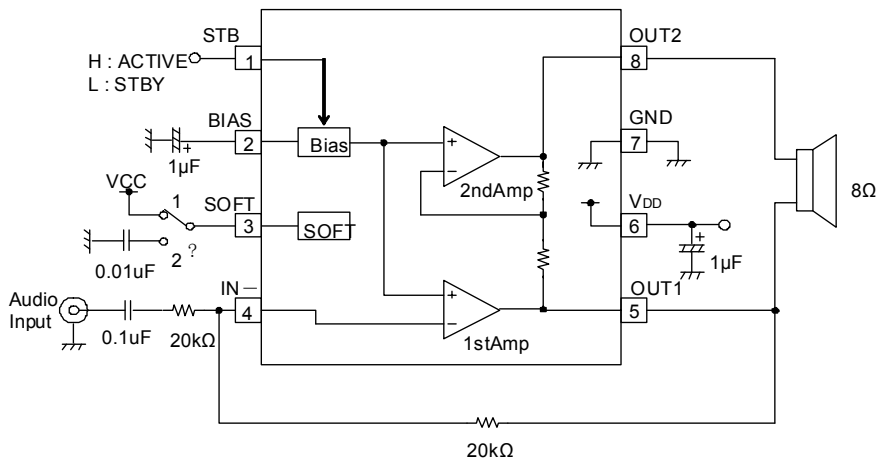 STB
1
H : ACTIVE
L : STBY
BIAS
2
Bias
+
1µF
VCC
1
SOFT
3
SOFT
2 ?
0.01uF
IN−
4
Audio
Input
0.1uF
20kΩ
+
−
2ndAmp
+
−
1stAmp
OUT2
8
GND
7
VDD
6
+
1µF
OUT1
5
8Ω
20kΩ